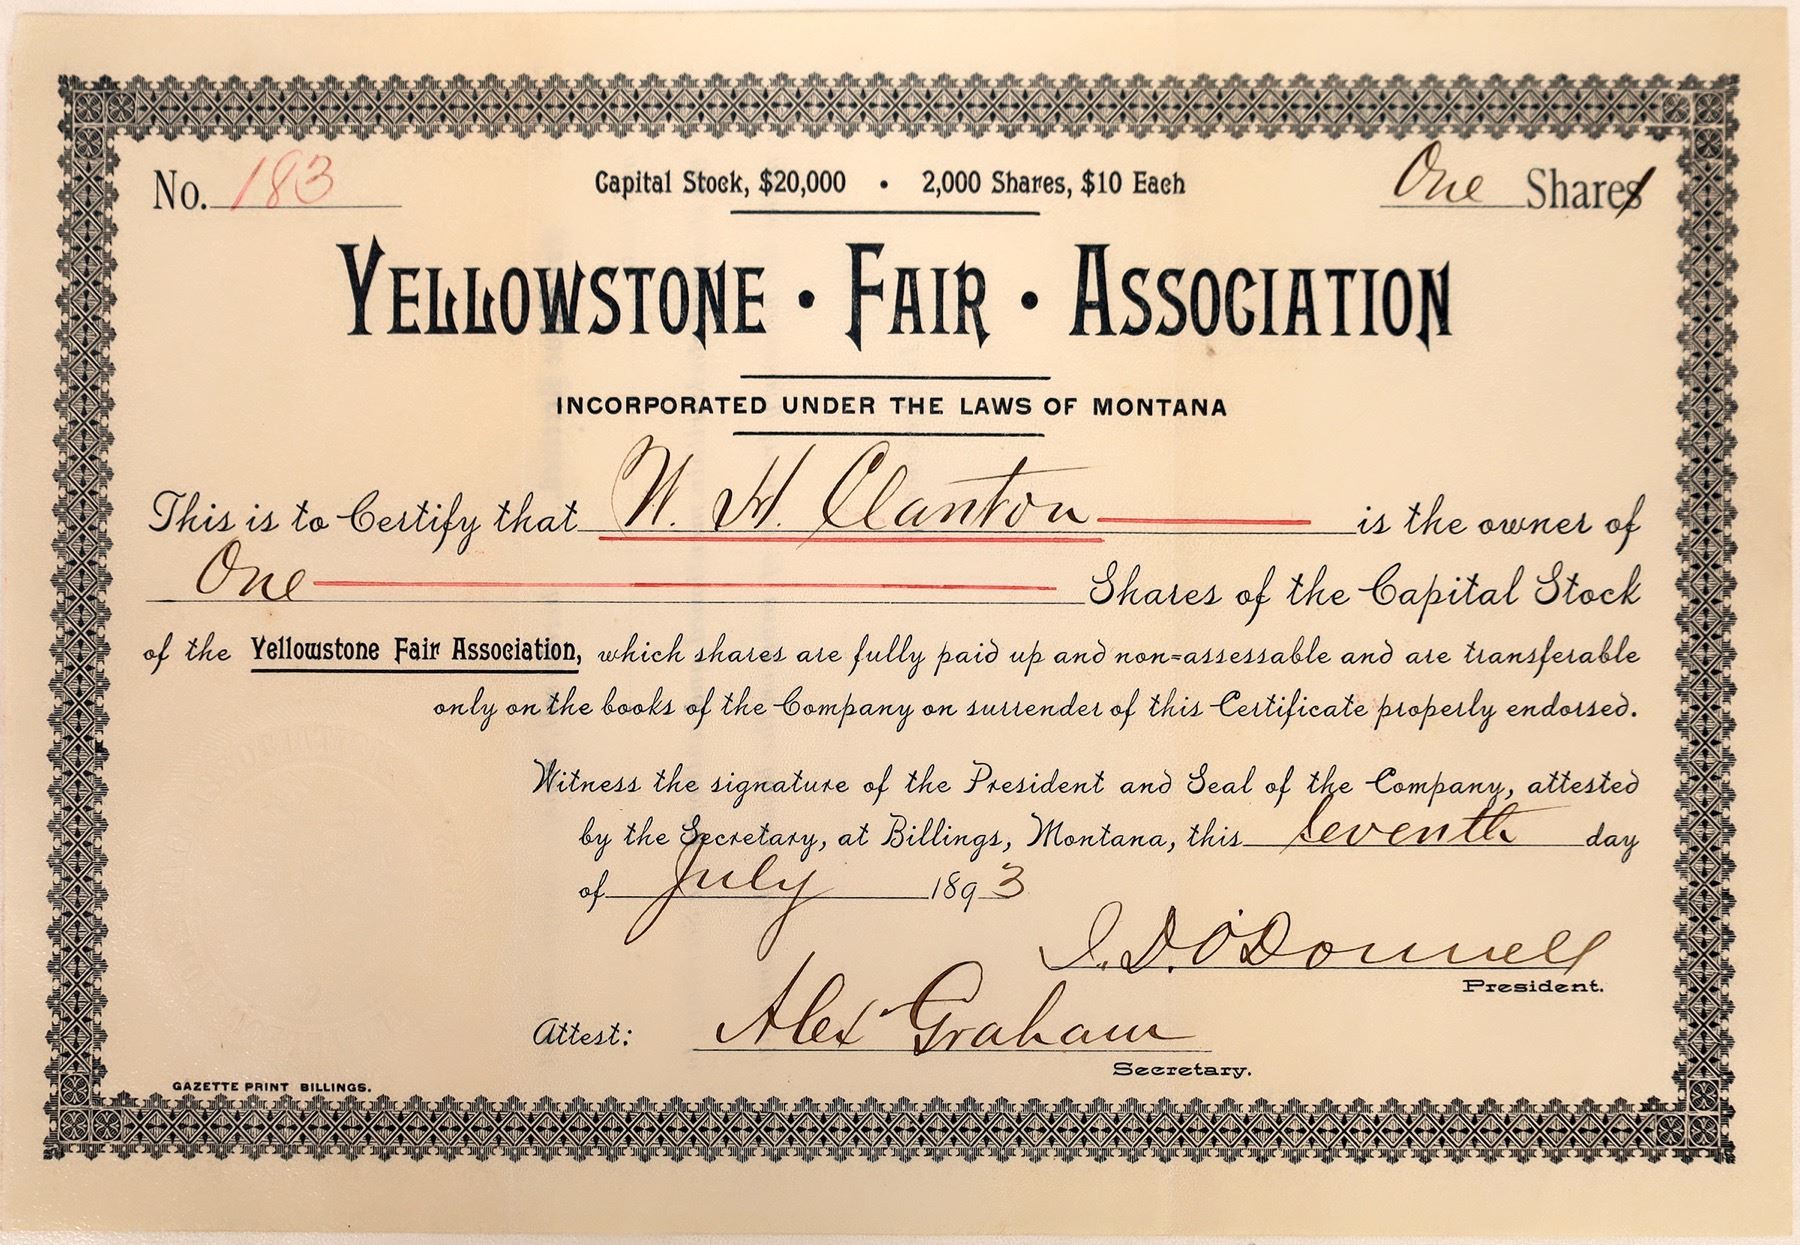 No. 183
Capital Stock, $20,000 • 2,000 Shares, $10 Each
One Shares
YELLOWSTONE • FAIR • ASSOCIATION
INCORPORATED UNDER THE LAWS OF MONTANA
This is to Certify that W. H. Clanton is the owner of
One Shares of the Capital Stock
of the Yellowstone Fair Association, which shares are fully paid up and non=assessable and are transferable
only on the books of the Company on surrender of this Certificate properly endorsed.
Witness the signature of the President and Seal of the Company, attested
by the Secretary, at Billings, Montana, this seventh day
of July 1893
I. D. O'Donnell
President.
Attest: Alex Graham
Secretary.
GAZETTE PRINT BILLINGS.